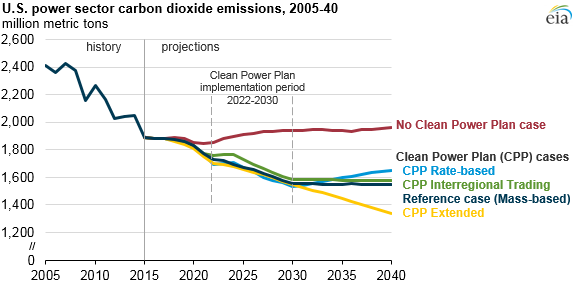 U.S. power sector carbon dioxide emissions, 2005-40
million metric tons
eia
2,600
history
projections
2,400
Clean Power Plan
implementation period
2022-2030
2,200
2,000
No Clean Power Plan case
1,800
Clean Power Plan (CPP) cases
CPP Rate-based
1,600
CPP Interregional Trading
Reference case (Mass-based)
1,400
CPP Extended
1,200
//
0
2005
2010
2015
2020
2025
2030
2035
2040